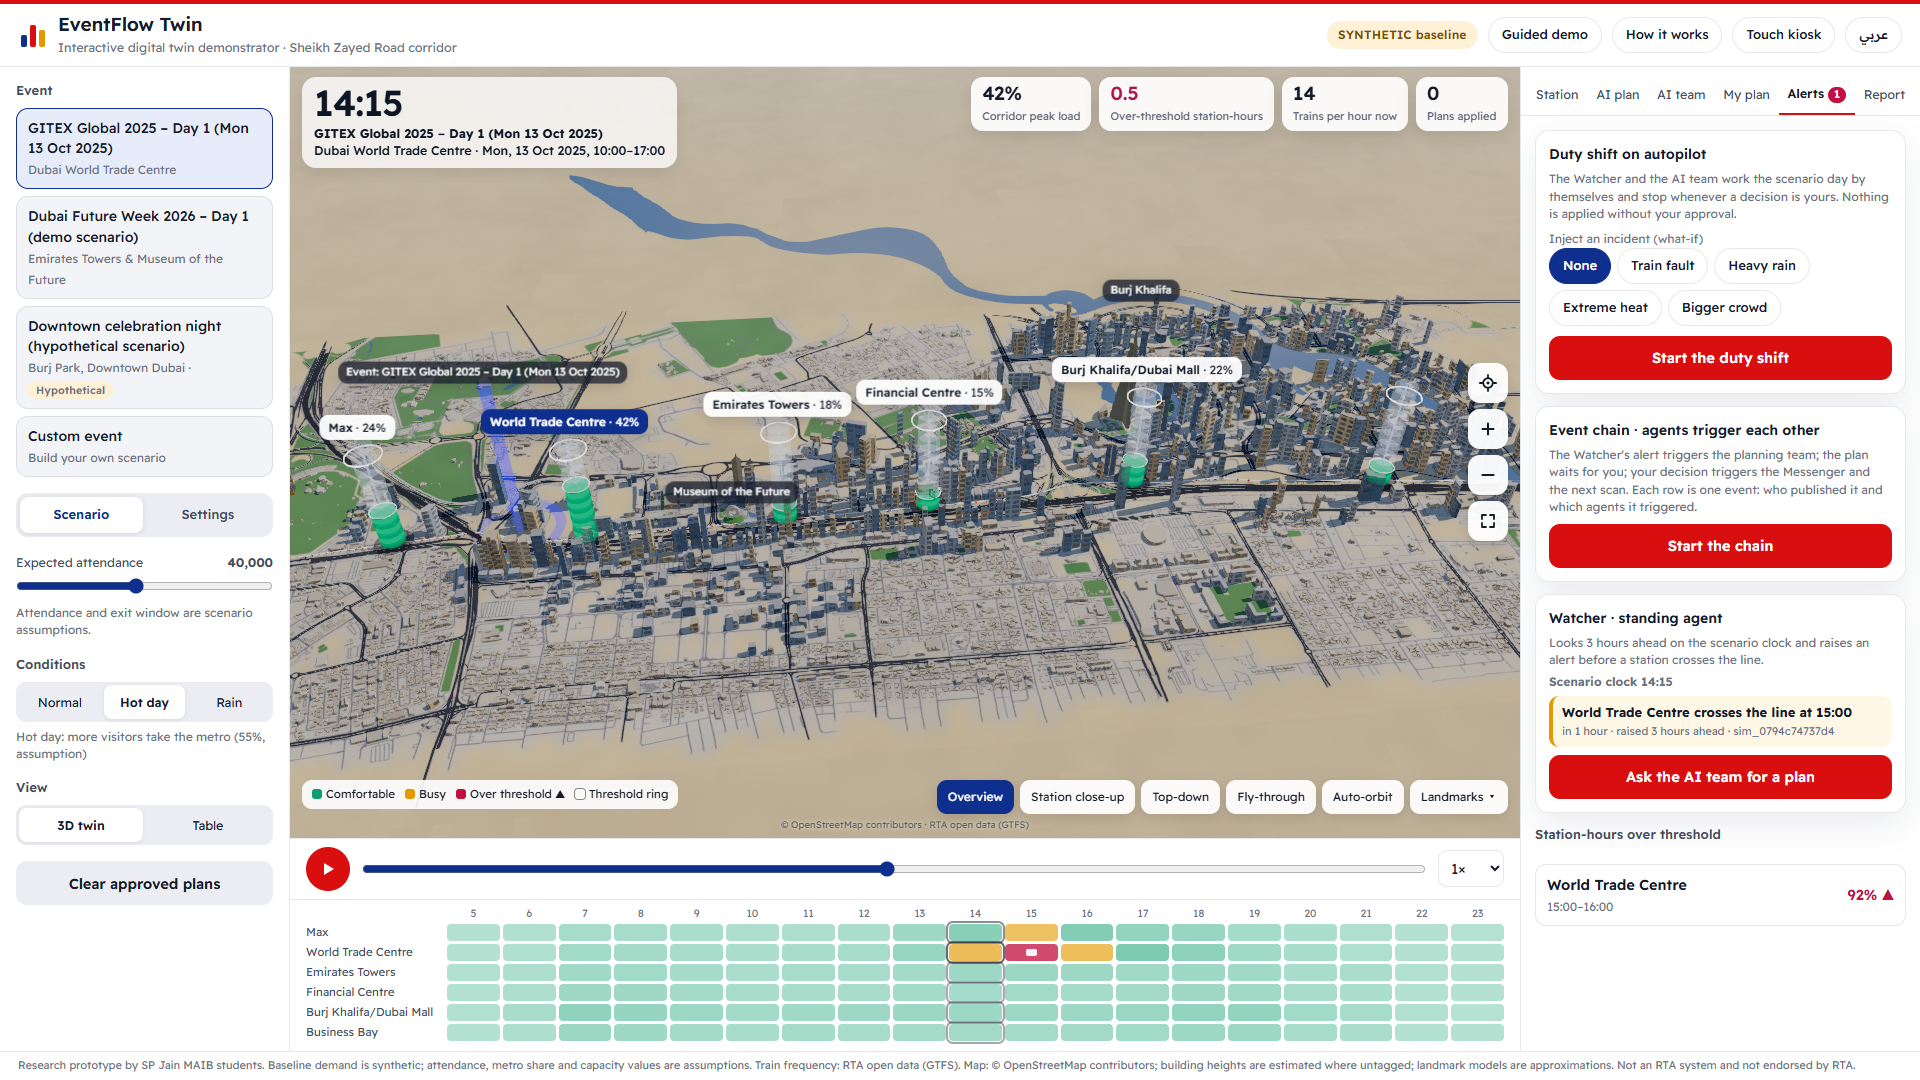 EventFlow Twin
Interactive digital twin demonstrator · Sheikh Zayed Road corridor
SYNTHETIC baseline
Guided demo
How it works
Touch kiosk
عربي
Event
GITEX Global 2025 – Day 1 (Mon
13 Oct 2025)
Dubai World Trade Centre
Dubai Future Week 2026 – Day 1
(demo scenario)
Emirates Towers & Museum of the
Future
Downtown celebration night
(hypothetical scenario)
Burj Park, Downtown Dubai ·
Hypothetical
Custom event
Build your own scenario
Scenario
Settings
Expected attendance 40,000
Attendance and exit window are scenario
assumptions.
Conditions
Normal
Hot day
Rain
Hot day: more visitors take the metro (55%,
assumption)
View
3D twin
Table
Clear approved plans
14:15
GITEX Global 2025 – Day 1 (Mon 13 Oct 2025)
Dubai World Trade Centre · Mon, 13 Oct 2025, 10:00–17:00
42%
Corridor peak load
0.5
Over-threshold station-hours
14
Trains per hour now
0
Plans applied
Burj Khalifa
Event: GITEX Global 2025 – Day 1 (Mon 13 Oct 2025)
Burj Khalifa/Dubai Mall · 22%
Financial Centre · 15%
Emirates Towers · 18%
World Trade Centre · 42%
Max · 24%
Museum of the Future
Comfortable
Busy
Over threshold ▲
Threshold ring
Overview
Station close-up
Top-down
Fly-through
Auto-orbit
Landmarks
© OpenStreetMap contributors · RTA open data (GTFS)
1×
5 6 7 8 9 10 11 12 13 14 15 16 17 18 19 20 21 22 23
Max
World Trade Centre
Emirates Towers
Financial Centre
Burj Khalifa/Dubai Mall
Business Bay
Station
AI plan
AI team
My plan
Alerts 1
Report
Duty shift on autopilot
The Watcher and the AI team work the scenario day by
themselves and stop whenever a decision is yours. Nothing
is applied without your approval.
Inject an incident (what-if)
None
Train fault
Heavy rain
Extreme heat
Bigger crowd
Start the duty shift
Event chain · agents trigger each other
The Watcher's alert triggers the planning team; the plan
waits for you; your decision triggers the Messenger and
the next scan. Each row is one event: who published it and
which agents it triggered.
Start the chain
Watcher · standing agent
Looks 3 hours ahead on the scenario clock and raises an
alert before a station crosses the line.
Scenario clock 14:15
World Trade Centre crosses the line at 15:00
in 1 hour · raised 3 hours ahead · sim_0794c74737d4
Ask the AI team for a plan
Station-hours over threshold
World Trade Centre
15:00–16:00
92% ▲
Research prototype by SP Jain MAIB students. Baseline demand is synthetic; attendance, metro share and capacity values are assumptions. Train frequency: RTA open data (GTFS). Map: © OpenStreetMap contributors; building heights are estimated where untagged; landmark models are approximations. Not an RTA system and not endorsed by RTA.